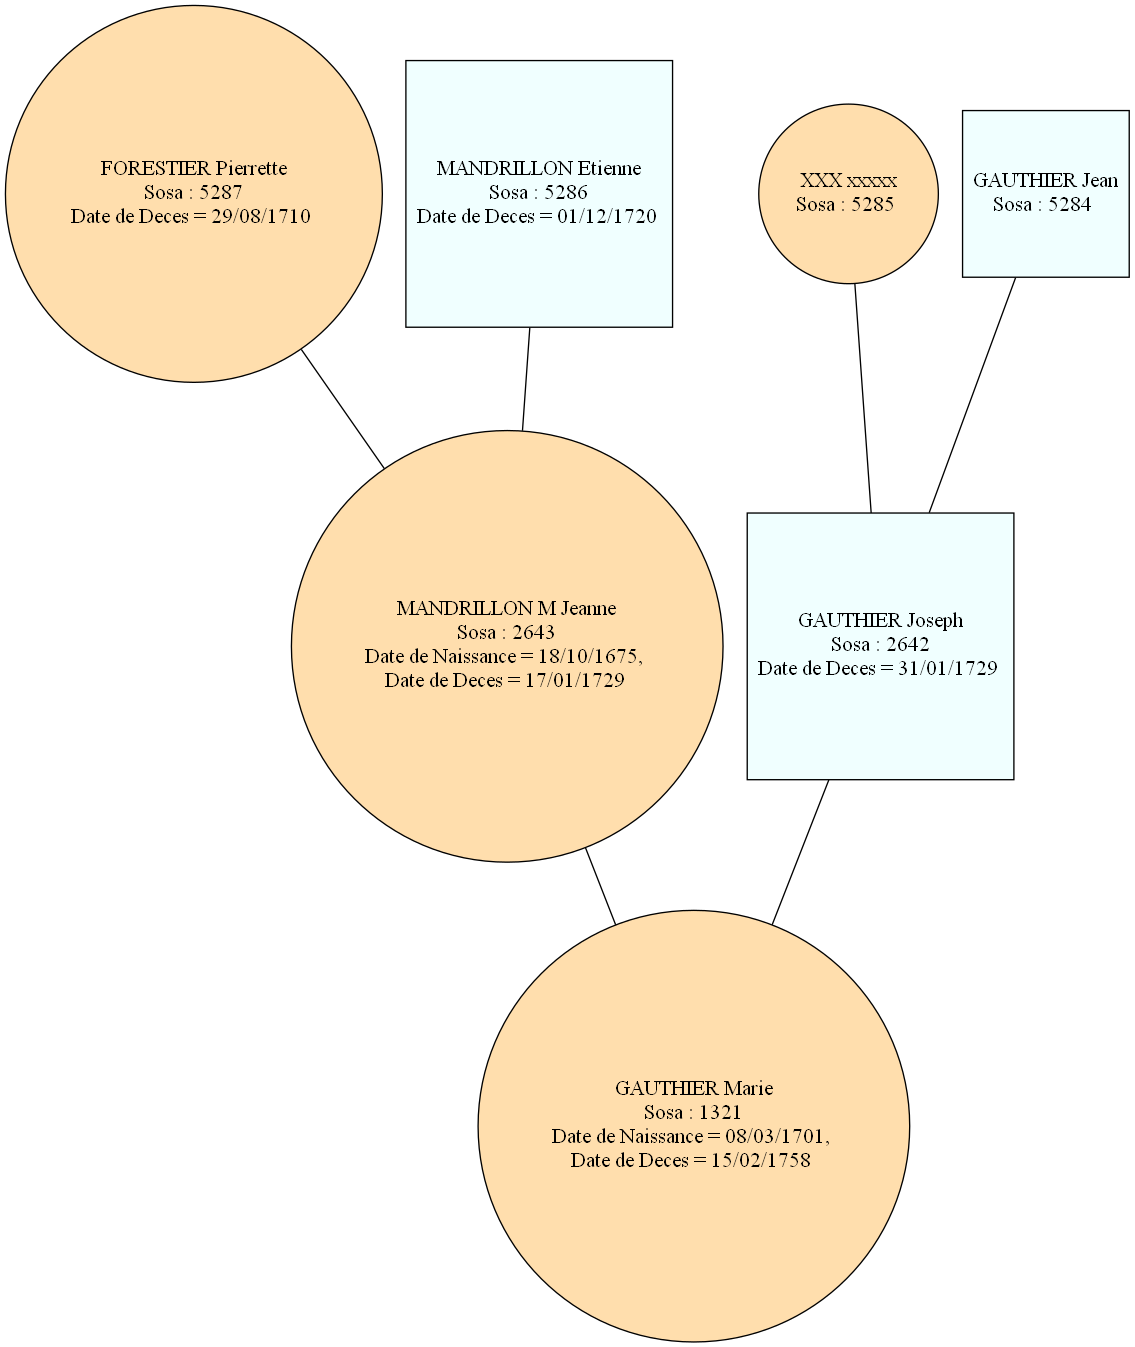 FORESTIER Pierrette
Sosa : 5287
Date de Deces = 29/08/1710
MANDRILLON Etienne
Sosa : 5286
Date de Deces = 01/12/1720
XXX xxxxx
Sosa : 5285
GAUTHIER Jean
Sosa : 5284
MANDRILLON M Jeanne
Sosa : 2643
Date de Naissance = 18/10/1675,
Date de Deces = 17/01/1729
GAUTHIER Joseph
Sosa : 2642
Date de Deces = 31/01/1729
GAUTHIER Marie
Sosa : 1321
Date de Naissance = 08/03/1701,
Date de Deces = 15/02/1758